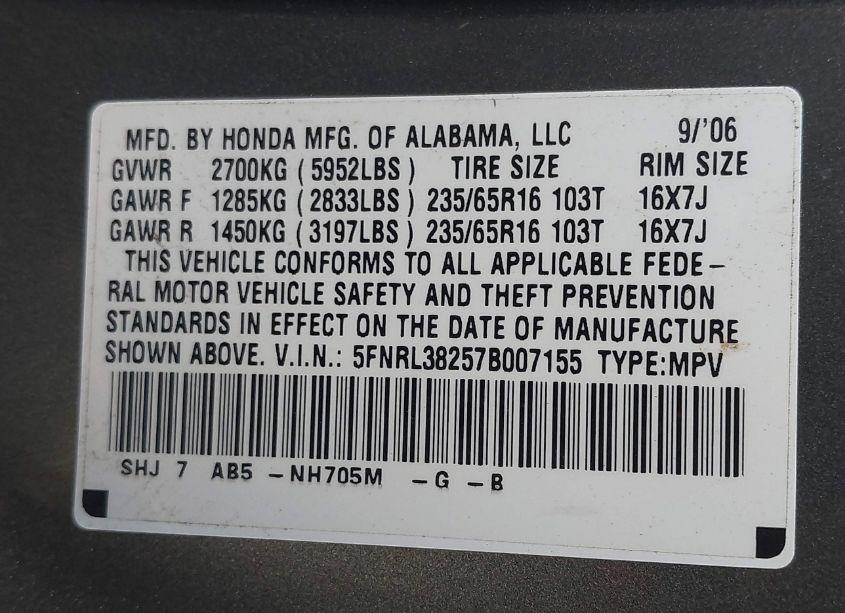 MFD. BY HONDA MFG. OF ALABAMA, LLC 9/'06
GVWR 2700KG ( 5952LBS ) TIRE SIZE RIM SIZE
GAWR F 1285KG ( 2833LBS ) 235/65R16 103T 16X7J
GAWR R 1450KG ( 3197LBS ) 235/65R16 103T 16X7J
THIS VEHICLE CONFORMS TO ALL APPLICABLE FEDE-
RAL MOTOR VEHICLE SAFETY AND THEFT PREVENTION
STANDARDS IN EFFECT ON THE DATE OF MANUFACTURE
SHOWN ABOVE. V.I.N.: 5FNRL38257B007155 TYPE:MPV
SHJ 7 AB5 -NH705M -G -B